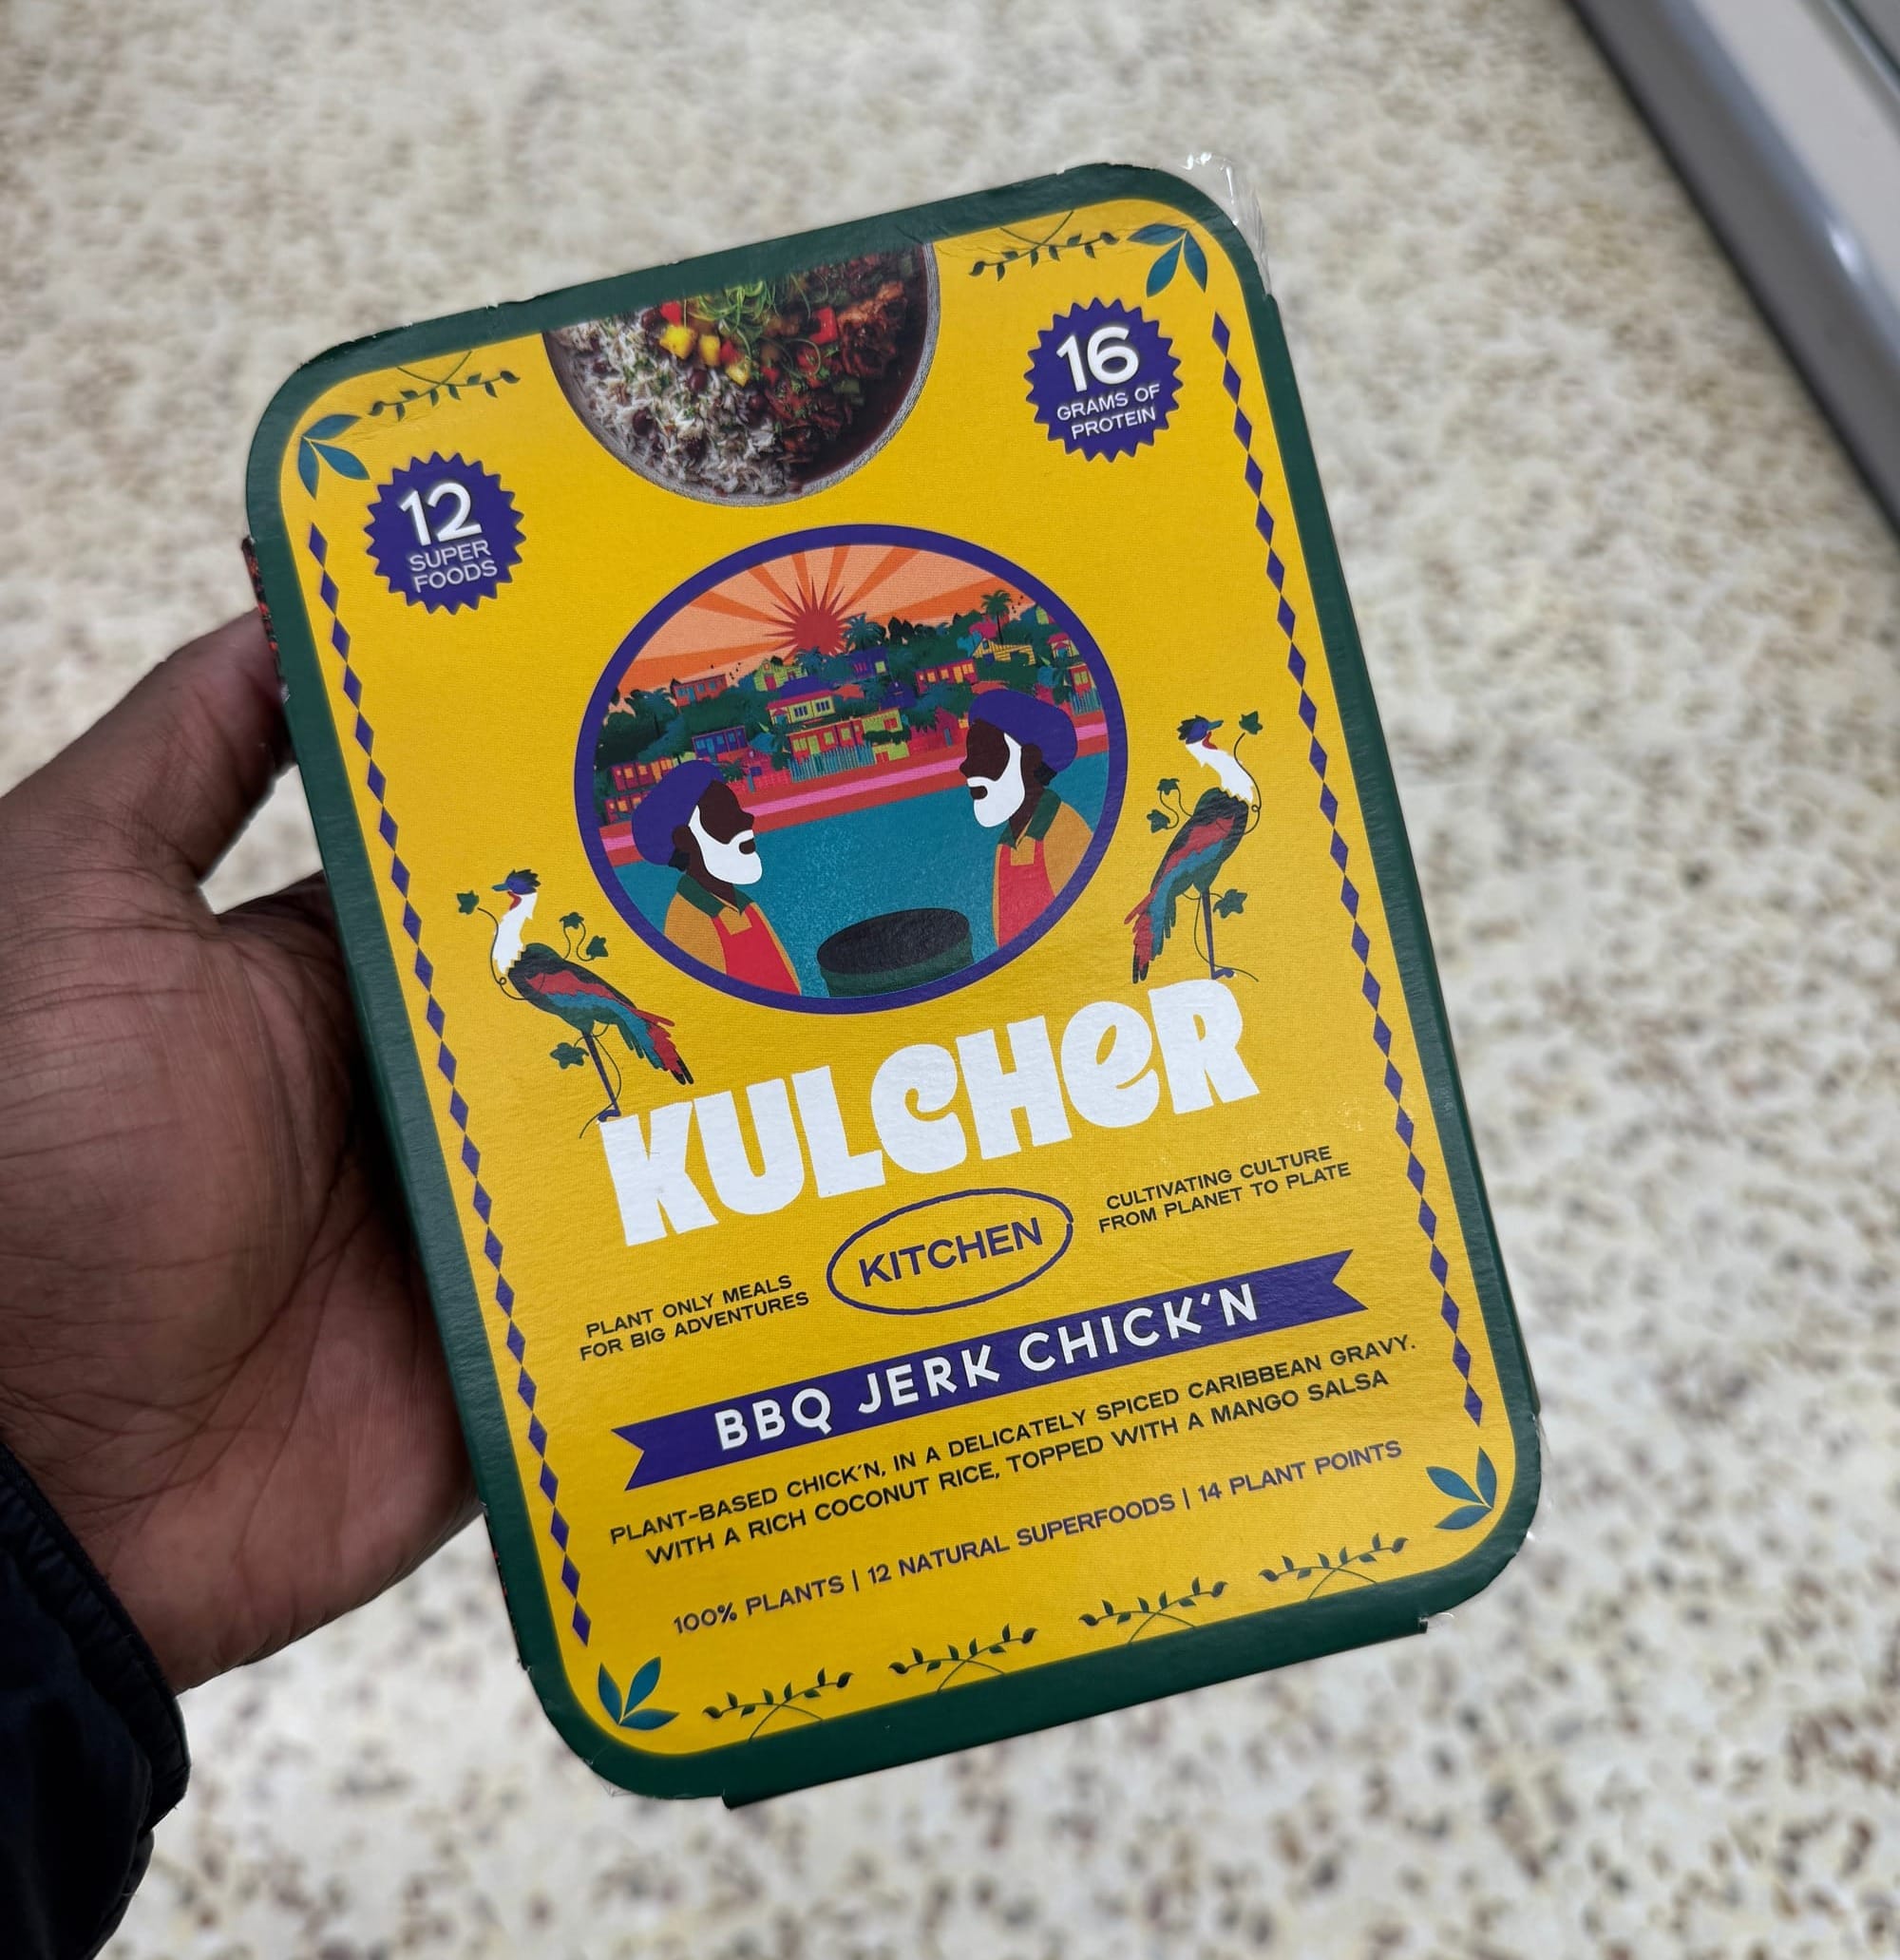 16
GRAMS OF
PROTEIN
12
SUPER
FOODS
KULCHER
KITCHEN
CULTIVATING CULTURE
FROM PLANET TO PLATE
PLANT ONLY MEALS
FOR BIG ADVENTURES
BBQ JERK CHICK'N
PLANT-BASED CHICK'N, IN A DELICATELY SPICED CARIBBEAN GRAVY.
WITH A RICH COCONUT RICE, TOPPED WITH A MANGO SALSA
100% PLANTS | 12 NATURAL SUPERFOODS | 14 PLANT POINTS